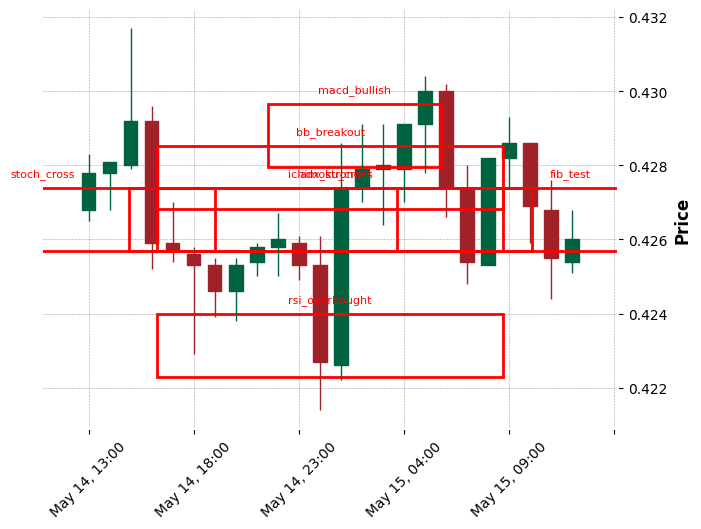 0.432
0.430
macd_bullish
bb_breakout
0.428
stoch_cross
fib_test
Price
0.426
0.424
rsi_overbought
0.422
May 14, 13:00
May 14, 18:00
May 14, 23:00
May 15, 04:00
May 15, 09:00